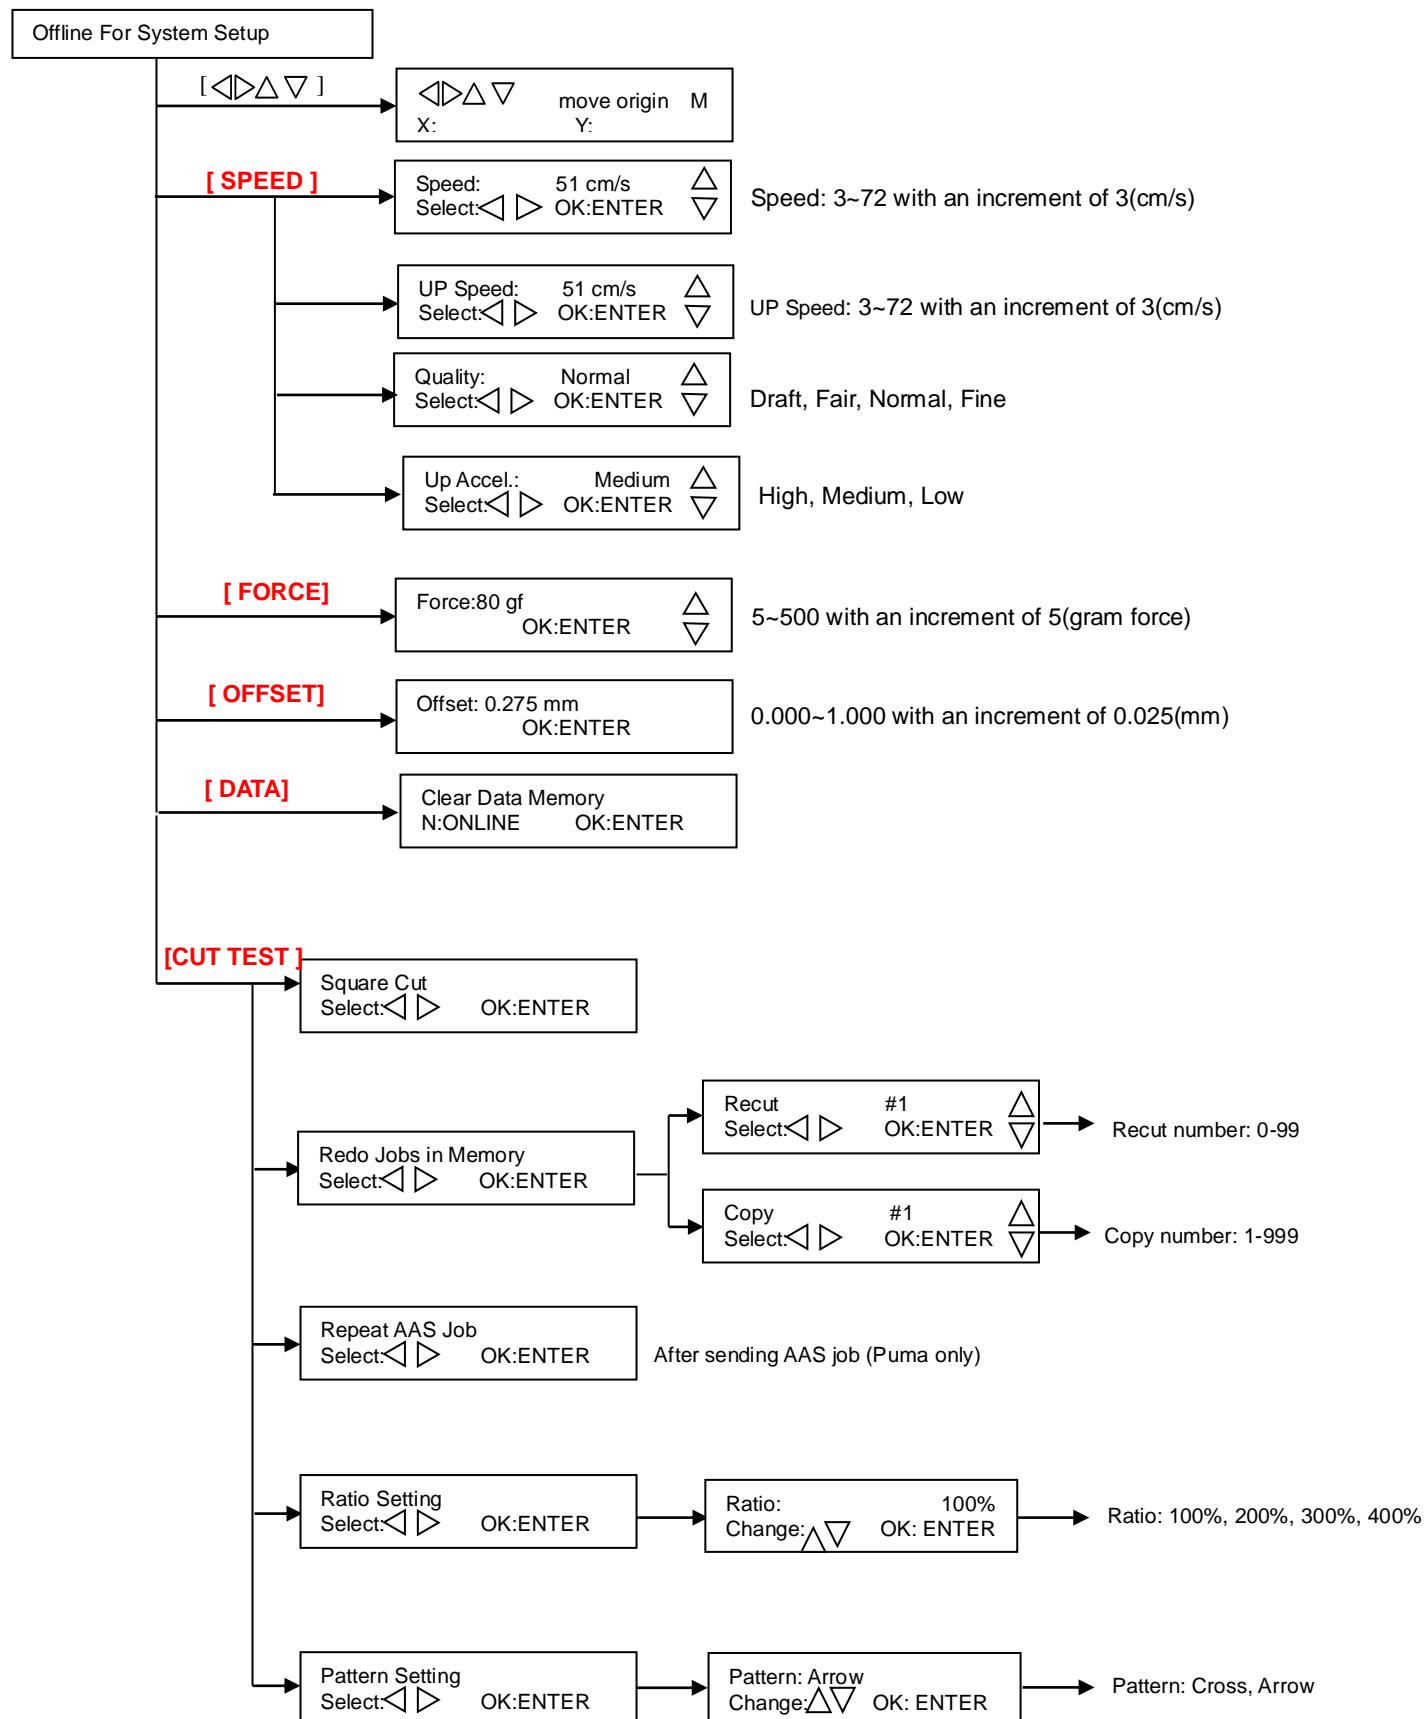 Offline For System Setup
[ ◁▷△ ▽ ]
◁▷△ ▽ move origin M
X: Y:
[ SPEED ]
Speed: 51 cm/s △
Select:◁ ▷ OK:ENTER ▽
Speed: 3~72 with an increment of 3(cm/s)
UP Speed: 51 cm/s △
Select:◁ ▷ OK:ENTER ▽
UP Speed: 3~72 with an increment of 3(cm/s)
Quality: Normal △
Select:◁ ▷ OK:ENTER ▽
Draft, Fair, Normal, Fine
Up Accel.: Medium △
Select:◁ ▷ OK:ENTER ▽
High, Medium, Low
[ FORCE]
Force:80 gf △
OK:ENTER ▽
5~500 with an increment of 5(gram force)
[ OFFSET]
Offset: 0.275 mm
OK:ENTER
0.000~1.000 with an increment of 0.025(mm)
[ DATA]
Clear Data Memory
N:ONLINE OK:ENTER
[CUT TEST ]
Square Cut
Select:◁ ▷ OK:ENTER
Redo Jobs in Memory
Select:◁ ▷ OK:ENTER
Recut #1 △
Select:◁ ▷ OK:ENTER ▽
Recut number: 0-99
Copy #1 △
Select:◁ ▷ OK:ENTER ▽
Copy number: 1-999
Repeat AAS Job
Select:◁ ▷ OK:ENTER
After sending AAS job (Puma only)
Ratio Setting
Select:◁ ▷ OK:ENTER
Ratio: 100%
Change:△▽ OK: ENTER
Ratio: 100%, 200%, 300%, 400%
Pattern Setting
Select:◁ ▷ OK:ENTER
Pattern: Arrow
Change:△▽ OK: ENTER
Pattern: Cross, Arrow